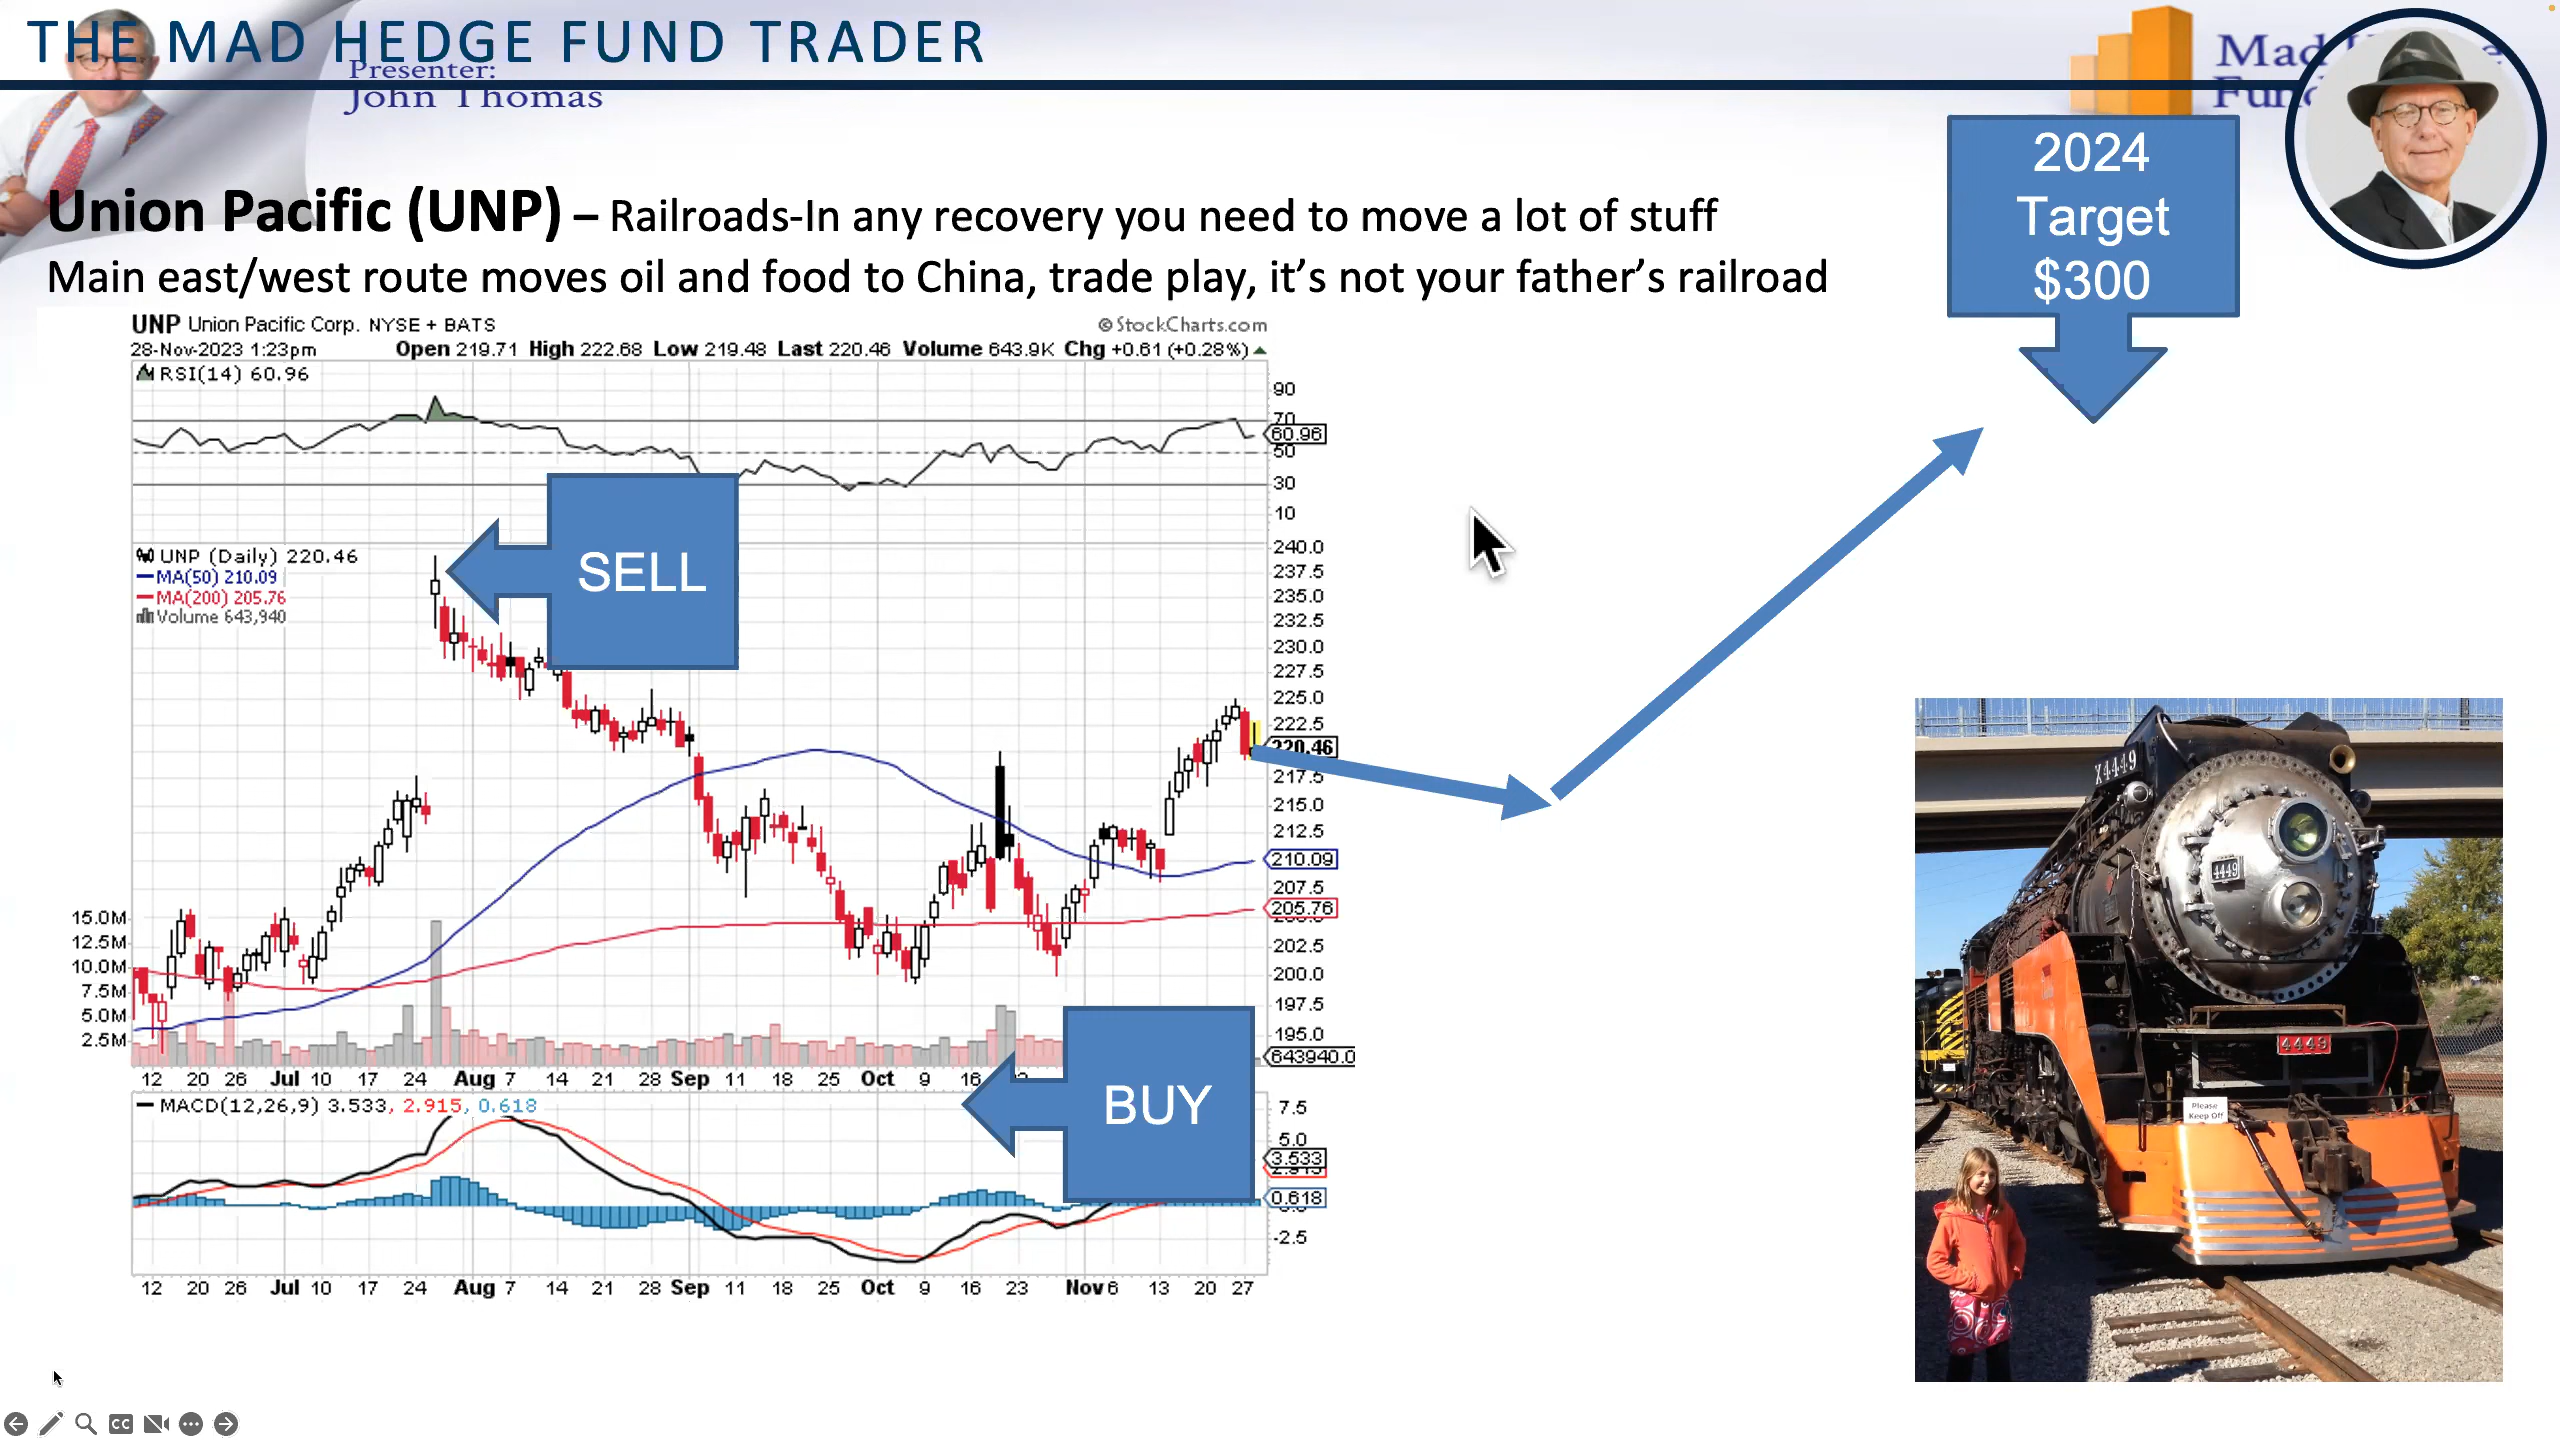 THE MAD HEDGE FUND TRADER
Presenter:
John Thomas
Mad
2024
Target
$300
Union Pacific (UNP) – Railroads-In any recovery you need to move a lot of stuff
Main east/west route moves oil and food to China, trade play, it's not your father's railroad
UNP Union Pacific Corp. NYSE + BATS © StockCharts.com
28-Nov-2023 1:23pm Open 219.71 High 222.68 Low 219.48 Last 220.46 Volume 643.9K Chg +0.61 (+0.28%)
RSI(14) 60.96
90
70
60.96
50
30
10
SELL
UNP (Daily) 220.46
MA(50) 210.09
MA(200) 205.76
Volume 643,940
240.0
237.5
235.0
232.5
230.0
227.5
225.0
222.5
220.46
217.5
215.0
212.5
210.09
207.5
205.76
202.5
200.0
197.5
195.0
643940.0
15.0M
12.5M
10.0M
7.5M
5.0M
2.5M
12 20 26 Jul 10 17 24 Aug 7 14 21 28 Sep 11 18 25 Oct 9 16
BUY
MACD(12,26,9) 3.533, 2.915, 0.618
7.5
5.0
3.533
0.618
-2.5
12 20 26 Jul 10 17 24 Aug 7 14 21 28 Sep 11 18 25 Oct 9 16 23 Nov 6 13 20 27
X4449
4449
4449
Please
Keep Off
CC